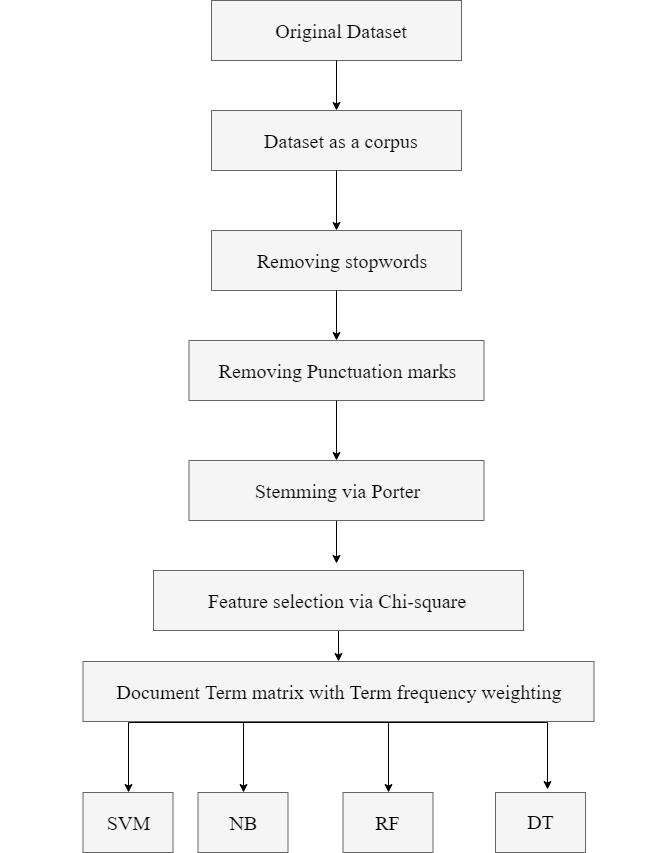 Original Dataset
Dataset as a corpus
Removing stopwords
Removing Punctuation marks
Stemming via Porter
Feature selection via Chi-square
Document Term matrix with Term frequency weighting
SVM NB RF DT